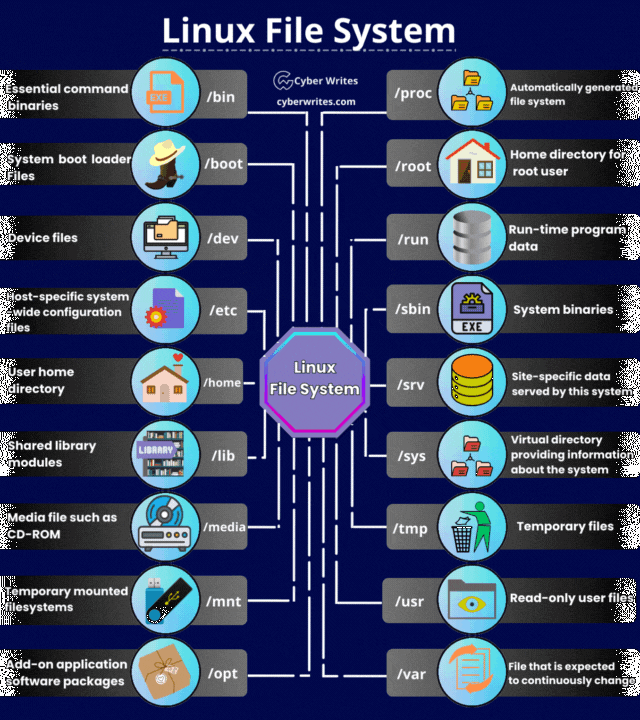 Linux File System
Cyber Writes
cyberwrites.com
Essential command
binaries
/bin
System boot loader
Files
/boot
Device files
/dev
Host-specific system
-wide configuration
files
/etc
User home
directory
/home
Shared library
modules
LIBRARY
/lib
Media file such as
CD-ROM
/media
Temporary mounted
filesystems
/mnt
Add-on application
software packages
/opt
Linux
File System
/proc
Automatically generated
file system
/root
Home directory for
root user
/run
Run-time program
data
/sbin
EXE
System binaries
/srv
Site-specific data
served by this system
/sys
Virtual directory
providing information
about the system
/tmp
Temporary files
/usr
Read-only user files
/var
File that is expected
to continuously change
EXE